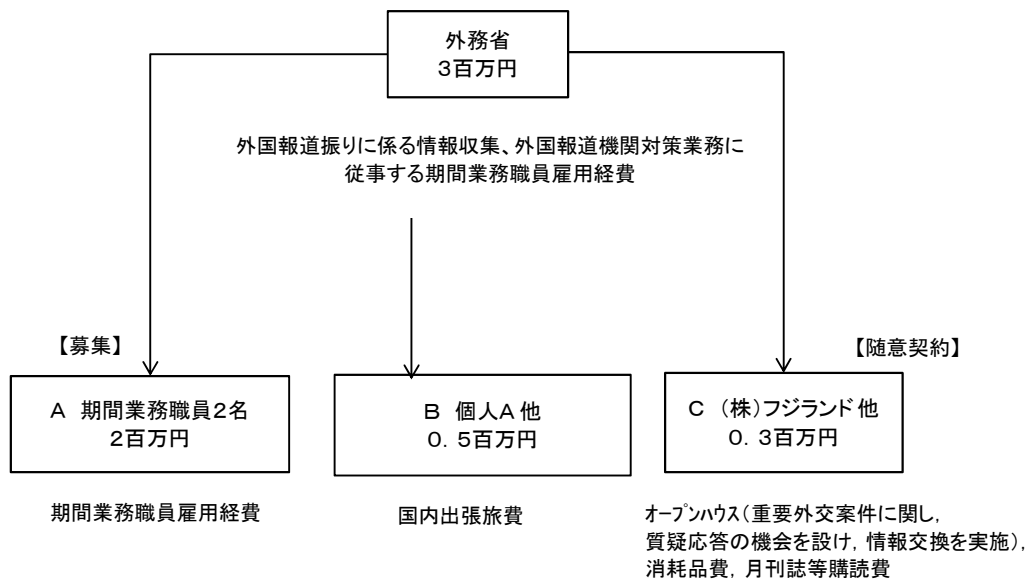 外務省
3百万円
外国報道振りに係る情報収集、外国報道機関対策業務に
従事する期間業務職員雇用経費
【募集】
【随意契約】
A 期間業務職員2名
2百万円
B 個人A他
0.5百万円
C (株)フジランド他
0.3百万円
期間業務職員雇用経費
国内出張旅費
オープンハウス(重要外交案件に関し,
質疑応答の機会を設け,情報交換を実施),
消耗品費,月刊誌等購読費